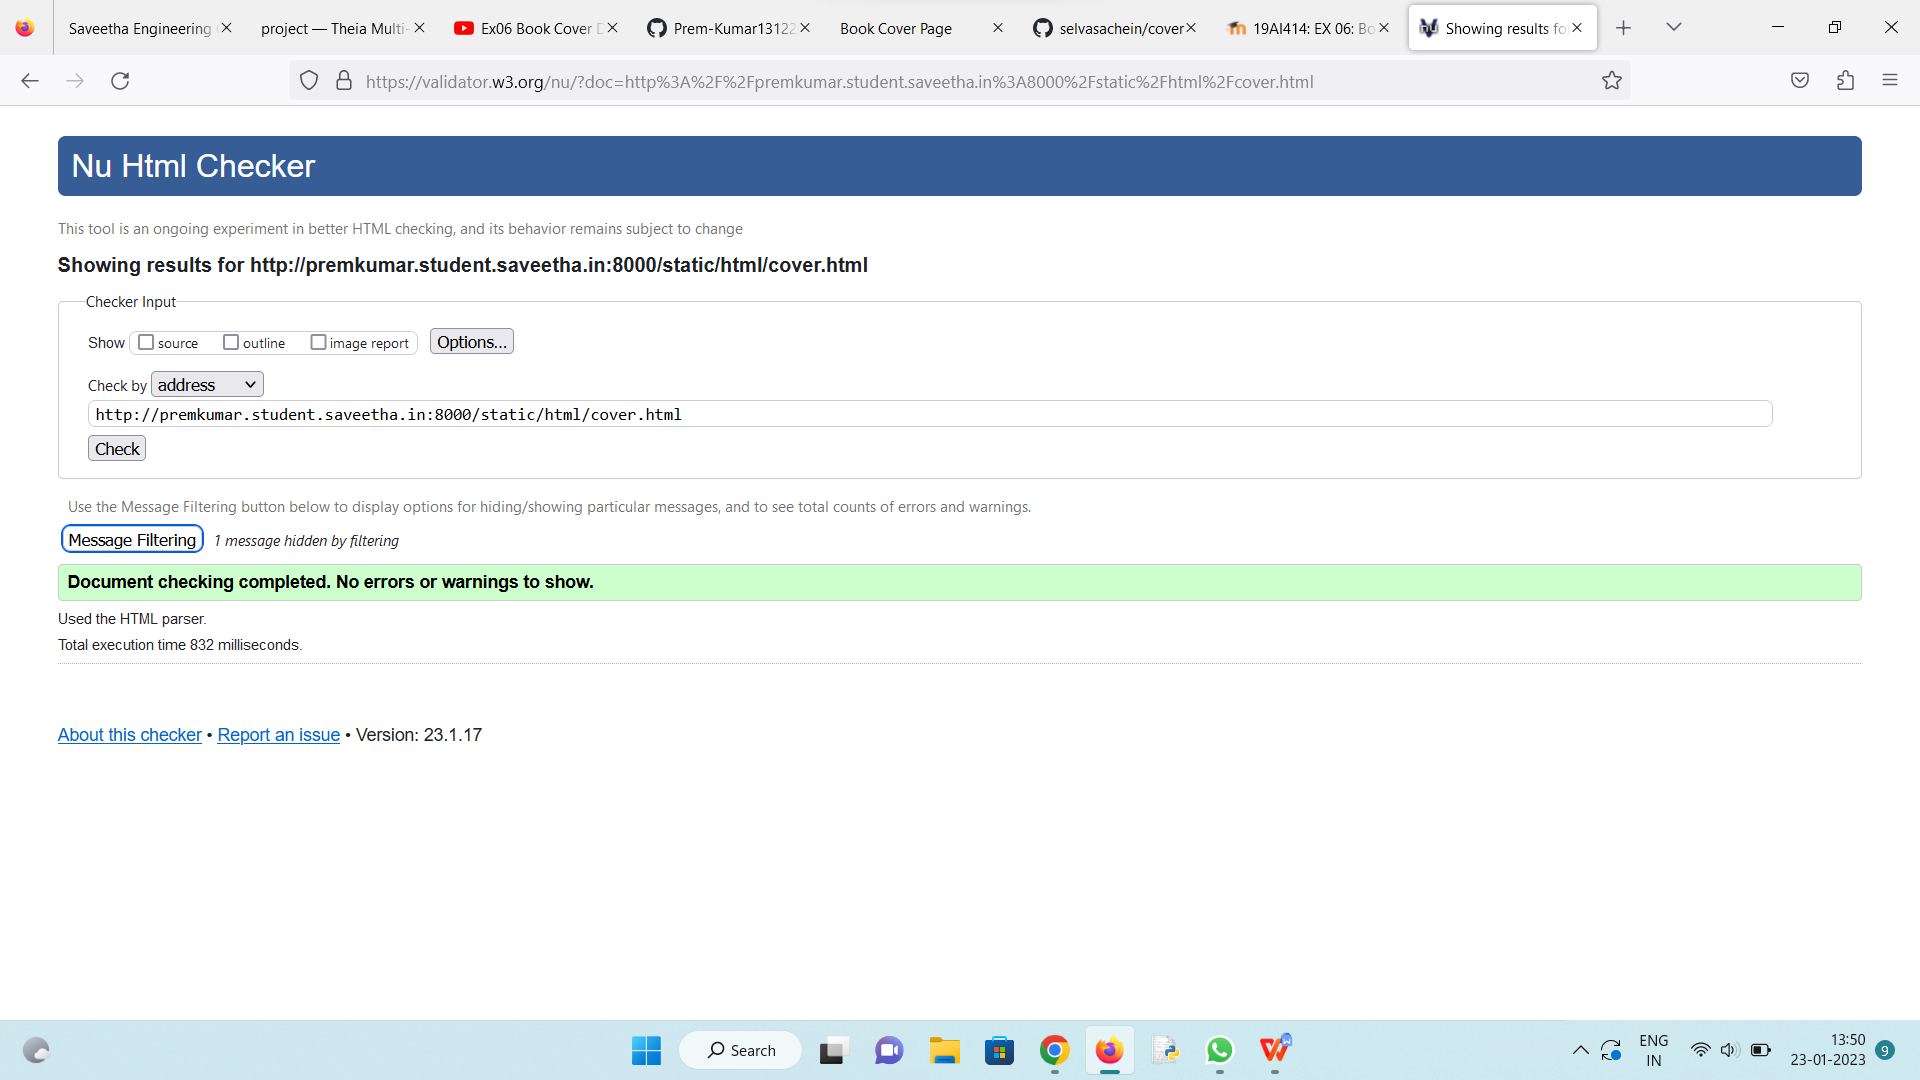 Saveetha Engineering
project — Theia Multi-
Ex06 Book Cover D
Prem-Kumar13122
Book Cover Page
selvasachein/cover
19AI414: EX 06: Bo
Showing results fo
https://validator.w3.org/nu/?doc=http%3A%2F%2Fpremkumar.student.saveetha.in%3A8000%2Fstatic%2Fhtml%2Fcover.html
Nu Html Checker
This tool is an ongoing experiment in better HTML checking, and its behavior remains subject to change
Showing results for http://premkumar.student.saveetha.in:8000/static/html/cover.html
Checker Input
Show source outline image report Options...
Check by address
http://premkumar.student.saveetha.in:8000/static/html/cover.html
Check
Use the Message Filtering button below to display options for hiding/showing particular messages, and to see total counts of errors and warnings.
Message Filtering 1 message hidden by filtering
Document checking completed. No errors or warnings to show.
Used the HTML parser.
Total execution time 832 milliseconds.
About this checker • Report an issue • Version: 23.1.17
Search
ENG
IN
13:50
23-01-2023
9